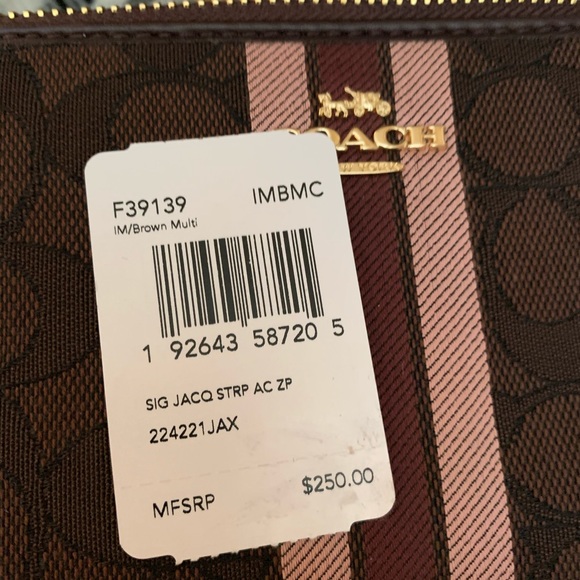 COACH
F39139 IMBMC
IM/Brown Multi
1 92643 58720 5
SIG JACQ STRP AC ZP
224221JAX
MFSRP $250.00